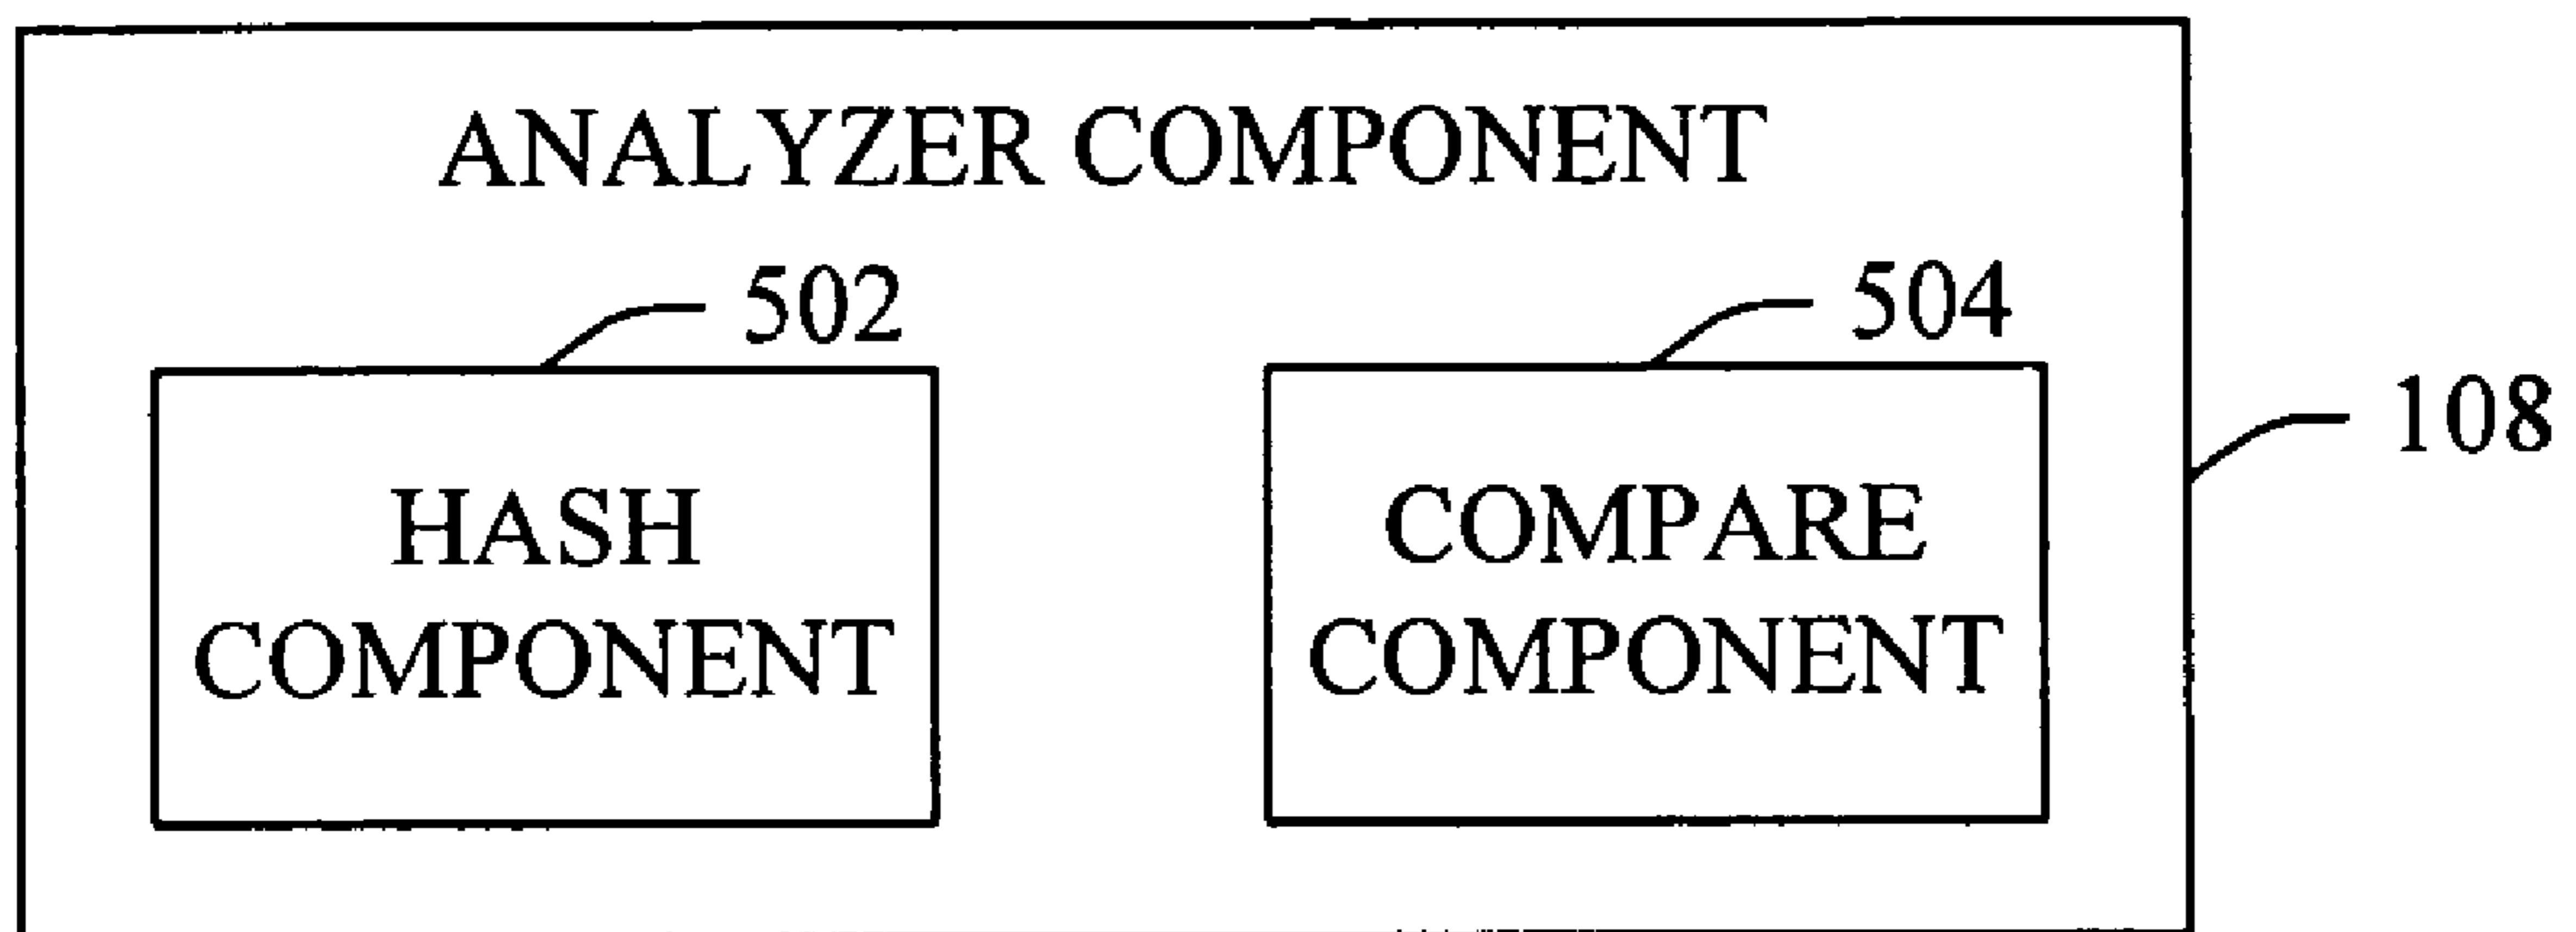 ANALYZER COMPONENT
502
504
108
HASH
COMPONENT
COMPARE
COMPONENT